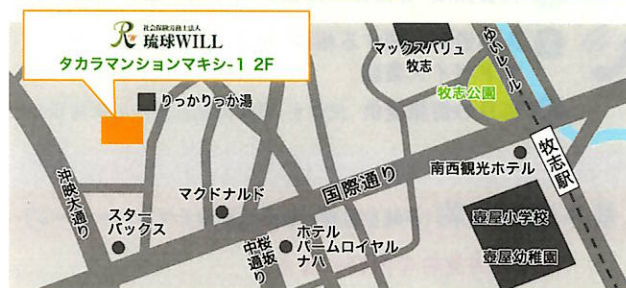 社会保険労務士法人
琉球WILL
タカラマンションマキシ-1 2F
りっかりっか湯
マックスバリュ
牧志
ゆいレール
牧志公園
牧志駅
南西観光ホテル
国際通り
沖映大通り
マクドナルド
スター
バックス
桜坂
中通り
ホテル
パームロイヤル
ナハ
壺屋小学校
壺屋幼稚園